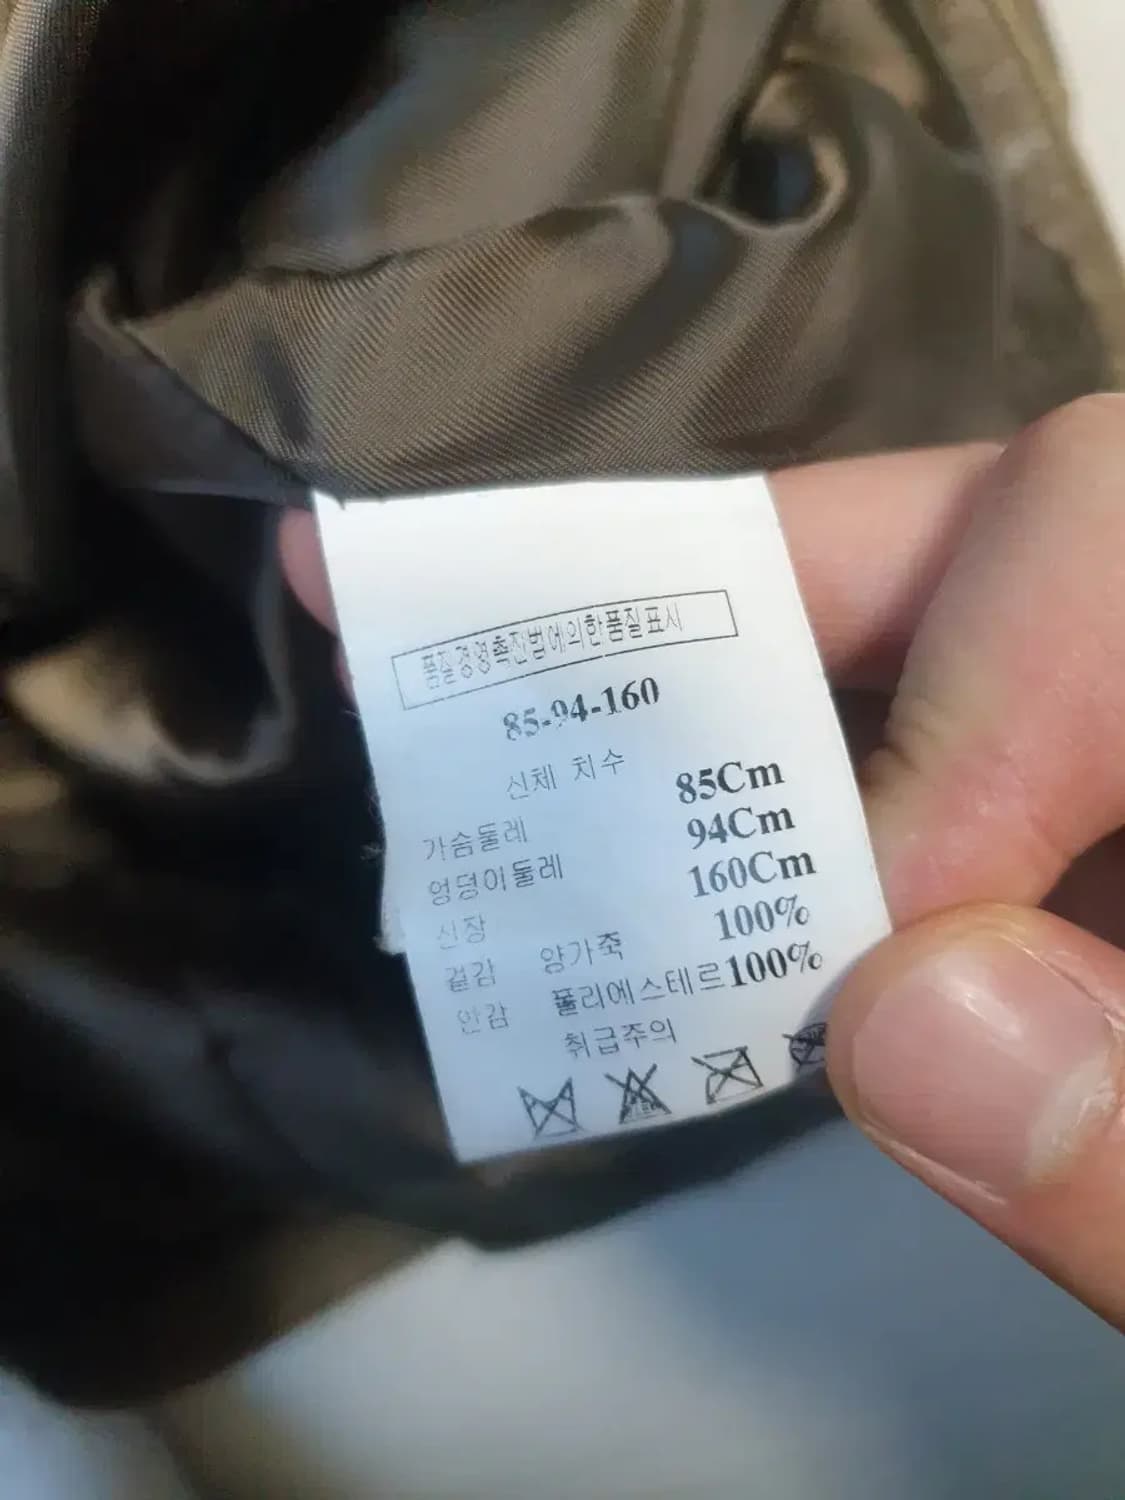 품질경영촉진법에의한품질표시
85-94-160
신체 치수
가슴둘레 85Cm
엉덩이둘레 94Cm
신장 160Cm
겉감 양가죽 100%
안감 폴리에스테르100%
취급주의